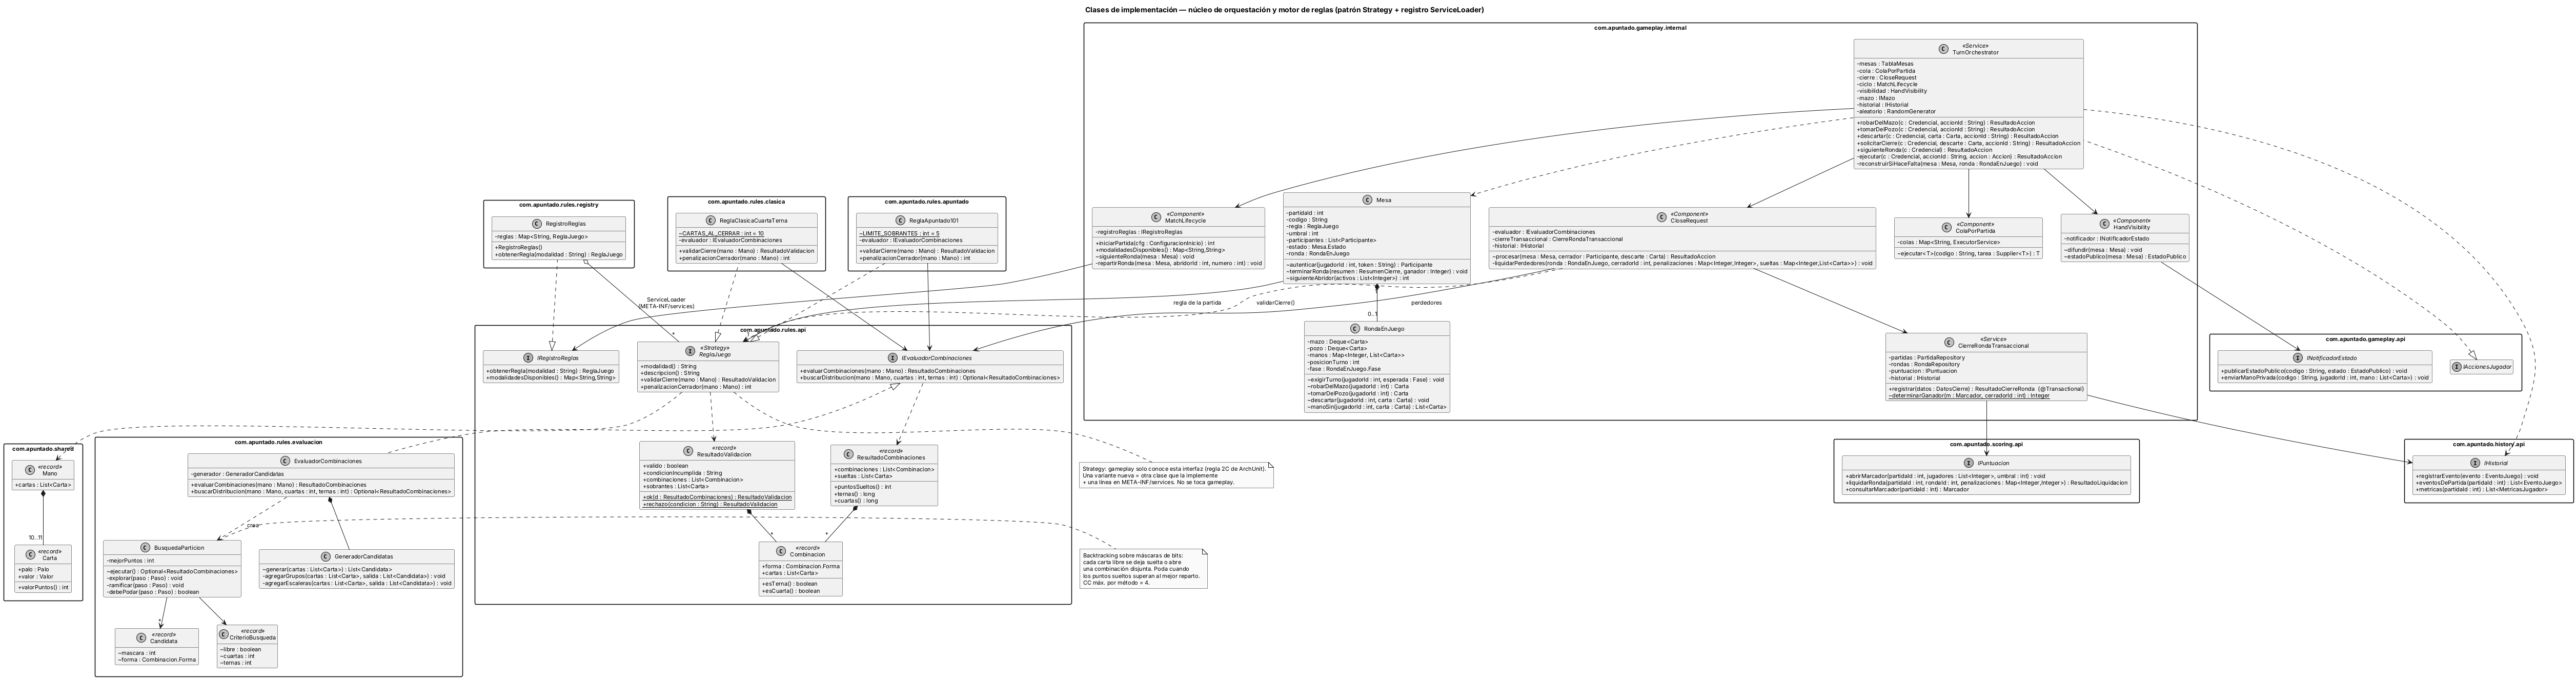 Clases de implementación — núcleo de orquestación y motor de reglas (patrón Strategy + registro ServiceLoader)
com.apuntado.gameplay.internal
C
«Service»
TurnOrchestrator
–mesas : TablaMesas
–cola : ColaPorPartida
–cierre : CloseRequest
–ciclo : MatchLifecycle
–visibilidad : HandVisibility
–mazo : IMazo
–historial : IHistorial
–aleatorio : RandomGenerator
+robarDelMazo(c : Credencial, accionId : String) : ResultadoAccion
+tomarDelPozo(c : Credencial, accionId : String) : ResultadoAccion
+descartar(c : Credencial, carta : Carta, accionId : String) : ResultadoAccion
+solicitarCierre(c : Credencial, descarte : Carta, accionId : String) : ResultadoAccion
+siguienteRonda(c : Credencial) : ResultadoAccion
–ejecutar(c : Credencial, accionId : String, accion : Accion) : ResultadoAccion
–reconstruirSiHaceFalta(mesa : Mesa, ronda : RondaEnJuego) : void
C
«Component»
MatchLifecycle
–registroReglas : IRegistroReglas
+iniciarPartida(cfg : ConfiguracionInicio) : int
+modalidadesDisponibles() : Map<String,String>
~siguienteRonda(mesa : Mesa) : void
–repartirRonda(mesa : Mesa, abridorId : int, numero : int) : void
C
Mesa
–partidaId : int
–codigo : String
–regla : ReglaJuego
–umbral : int
–participantes : List<Participante>
–estado : Mesa.Estado
–ronda : RondaEnJuego
~autenticar(jugadorId : int, token : String) : Participante
~terminarRonda(resumen : ResumenCierre, ganador : Integer) : void
~siguienteAbridor(activos : List<Integer>) : int
C
«Component»
CloseRequest
–evaluador : IEvaluadorCombinaciones
–cierreTransaccional : CierreRondaTransaccional
–historial : IHistorial
~procesar(mesa : Mesa, cerrador : Participante, descarte : Carta) : ResultadoAccion
–liquidarPerdedores(ronda : RondaEnJuego, cerradorId : int, penalizaciones : Map<Integer,Integer>, sueltas : Map<Integer,List<Carta>>) : void
C
«Component»
ColaPorPartida
–colas : Map<String, ExecutorService>
~ejecutar<T>(codigo : String, tarea : Supplier<T>) : T
C
«Component»
HandVisibility
–notificador : INotificadorEstado
~difundir(mesa : Mesa) : void
~estadoPublico(mesa : Mesa) : EstadoPublico
com.apuntado.rules.registry
C
RegistroReglas
–reglas : Map<String, ReglaJuego>
+RegistroReglas()
+obtenerRegla(modalidad : String) : ReglaJuego
com.apuntado.rules.clasica
C
ReglaClasicaCuartaTerna
~CARTAS_AL_CERRAR : int = 10
–evaluador : IEvaluadorCombinaciones
+validarCierre(mano : Mano) : ResultadoValidacion
+penalizacionCerrador(mano : Mano) : int
com.apuntado.rules.apuntado
C
ReglaApuntado101
~LIMITE_SOBRANTES : int = 5
–evaluador : IEvaluadorCombinaciones
+validarCierre(mano : Mano) : ResultadoValidacion
+penalizacionCerrador(mano : Mano) : int
ServiceLoader
(META-INF/services)
*
regla de la partida
validarCierre()
perdedores
0..1
C
RondaEnJuego
–mazo : Deque<Carta>
–pozo : Deque<Carta>
–manos : Map<Integer, List<Carta>>
–posicionTurno : int
–fase : RondaEnJuego.Fase
~exigirTurno(jugadorId : int, esperada : Fase) : void
~robarDelMazo(jugadorId : int) : Carta
~tomarDelPozo(jugadorId : int) : Carta
~descartar(jugadorId : int, carta : Carta) : void
~manoSin(jugadorId : int, carta : Carta) : List<Carta>
C
«Service»
CierreRondaTransaccional
–partidas : PartidaRepository
–rondas : RondaRepository
–puntuacion : IPuntuacion
–historial : IHistorial
+registrar(datos : DatosCierre) : ResultadoCierreRonda {@Transactional}
~determinarGanador(m : Marcador, cerradorId : int) : Integer
com.apuntado.gameplay.api
I
INotificadorEstado
+publicarEstadoPublico(codigo : String, estado : EstadoPublico) : void
+enviarManoPrivada(codigo : String, jugadorId : int, mano : List<Carta>) : void
I
IAccionesJugador
com.apuntado.rules.api
I
IRegistroReglas
+obtenerRegla(modalidad : String) : ReglaJuego
+modalidadesDisponibles() : Map<String,String>
I
«Strategy»
ReglaJuego
+modalidad() : String
+descripcion() : String
+validarCierre(mano : Mano) : ResultadoValidacion
+penalizacionCerrador(mano : Mano) : int
I
IEvaluadorCombinaciones
+evaluarCombinaciones(mano : Mano) : ResultadoCombinaciones
+buscarDistribucion(mano : Mano, cuartas : int, ternas : int) : Optional<ResultadoCombinaciones>
C
«record»
ResultadoValidacion
+valido : boolean
+condicionIncumplida : String
+combinaciones : List<Combinacion>
+sobrantes : List<Carta>
+ok(d : ResultadoCombinaciones) : ResultadoValidacion
+rechazo(condicion : String) : ResultadoValidacion
C
«record»
ResultadoCombinaciones
+combinaciones : List<Combinacion>
+sueltas : List<Carta>
+puntosSueltos() : int
+ternas() : long
+cuartas() : long
*
*
C
«record»
Combinacion
+forma : Combinacion.Forma
+cartas : List<Carta>
+esTerna() : boolean
+esCuarta() : boolean
Strategy: gameplay solo conoce esta interfaz (regla 2C de ArchUnit).
Una variante nueva = otra clase que la implemente
+ una línea en META-INF/services. No se toca gameplay.
Backtracking sobre máscaras de bits:
cada carta libre se deja suelta o abre
una combinación disjunta. Poda cuando
los puntos sueltos superan al mejor reparto.
CC máx. por método = 4.
com.apuntado.scoring.api
I
IPuntuacion
+abrirMarcador(partidaId : int, jugadores : List<Integer>, umbral : int) : void
+liquidarRonda(partidaId : int, rondaId : int, penalizaciones : Map<Integer,Integer>) : ResultadoLiquidacion
+consultarMarcador(partidaId : int) : Marcador
com.apuntado.history.api
I
IHistorial
+registrarEvento(evento : EventoJuego) : void
+eventosDePartida(partidaId : int) : List<EventoJuego>
+metricas(partidaId : int) : List<MetricasJugador>
com.apuntado.shared
C
«record»
Mano
+cartas : List<Carta>
10..11
C
«record»
Carta
+palo : Palo
+valor : Valor
+valorPuntos() : int
com.apuntado.rules.evaluacion
C
EvaluadorCombinaciones
–generador : GeneradorCandidatas
+evaluarCombinaciones(mano : Mano) : ResultadoCombinaciones
+buscarDistribucion(mano : Mano, cuartas : int, ternas : int) : Optional<ResultadoCombinaciones>
crea
C
BusquedaParticion
–mejorPuntos : int
~ejecutar() : Optional<ResultadoCombinaciones>
–explorar(paso : Paso) : void
–ramificar(paso : Paso) : void
–debePodar(paso : Paso) : boolean
C
GeneradorCandidatas
~generar(cartas : List<Carta>) : List<Candidata>
–agregarGrupos(cartas : List<Carta>, salida : List<Candidata>) : void
–agregarEscaleras(cartas : List<Carta>, salida : List<Candidata>) : void
*
C
«record»
Candidata
~mascara : int
~forma : Combinacion.Forma
C
«record»
CriterioBusqueda
~libre : boolean
~cuartas : int
~ternas : int